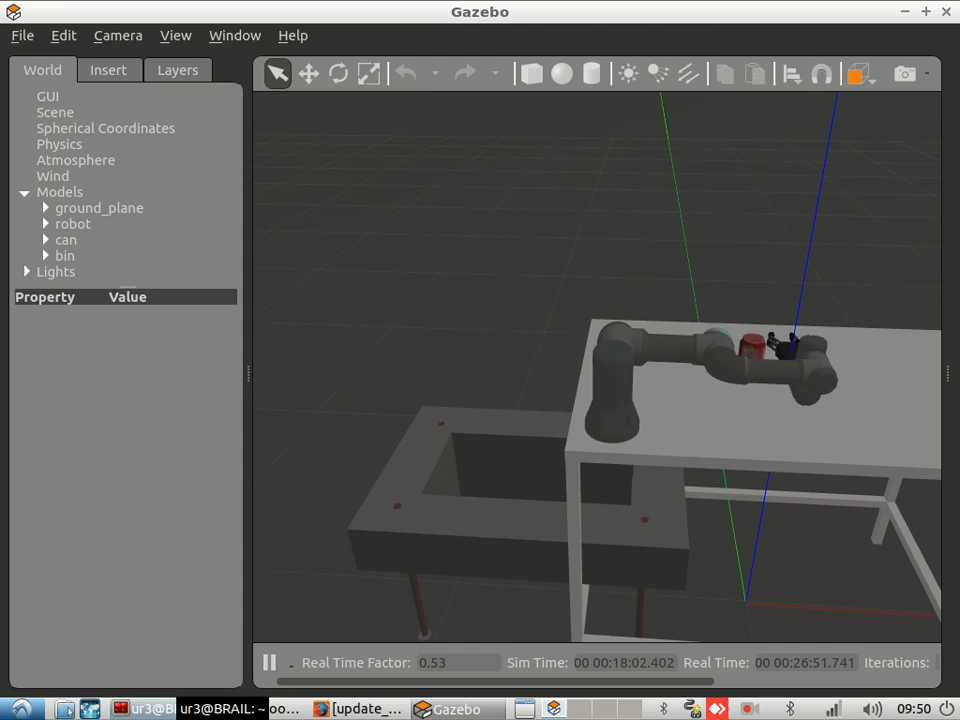 Gazebo
File Edit Camera View Window Help
World Insert Layers
GUI
Scene
Spherical Coordinates
Physics
Atmosphere
Wind
Models
ground_plane
robot
can
bin
Lights
Property Value
Real Time Factor: 0.53 Sim Time: 00 00:18:02.402 Real Time: 00 00:26:51.741 Iterations:
ur3@B ur3@BRAIL: ~ oo... [update_... Gazebo 09:50